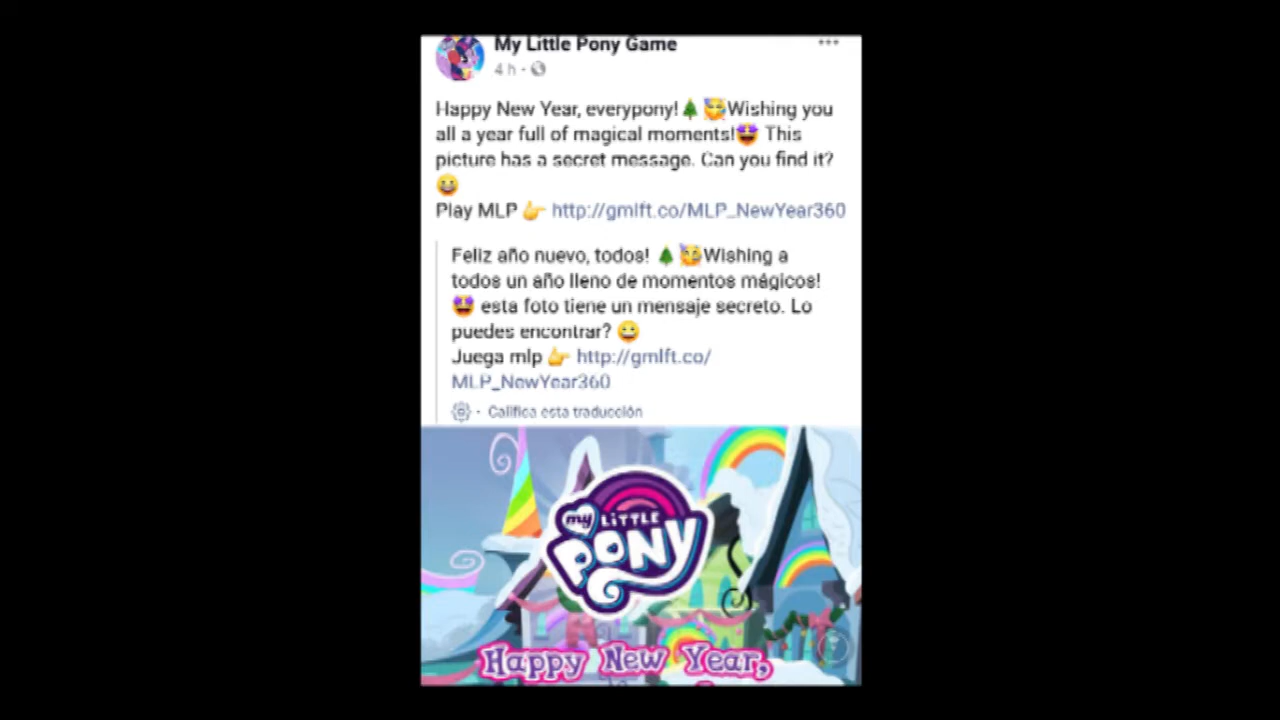 My Little Pony Game
4 h ·
Happy New Year, everypony!🌲🥳Wishing you
all a year full of magical moments!🤩 This
picture has a secret message. Can you find it?
😀
Play MLP 👉 http://gmlft.co/MLP_NewYear360
Feliz año nuevo, todos! 🌲🥳Wishing a
todos un año lleno de momentos mágicos!
🤩 esta foto tiene un mensaje secreto. Lo
puedes encontrar? 😀
Juega mlp 👉 http://gmlft.co/
MLP_NewYear360
· Califica esta traducción
my LITTLE
PONY
Happy New Year,